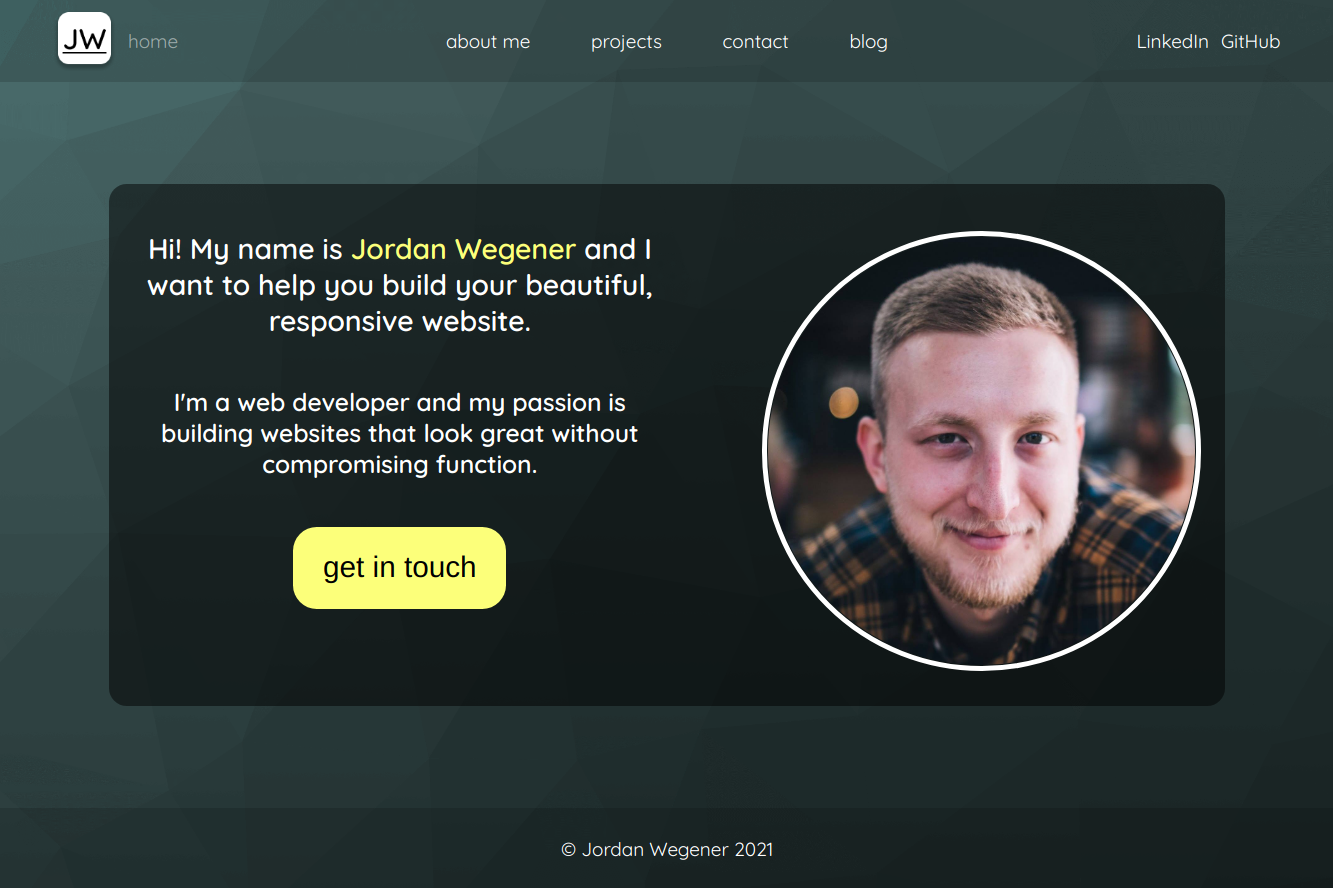 JW home about me projects contact blog LinkedIn GitHub
Hi! My name is Jordan Wegener and I
want to help you build your beautiful,
responsive website.
I'm a web developer and my passion is
building websites that look great without
compromising function.
get in touch
© Jordan Wegener 2021